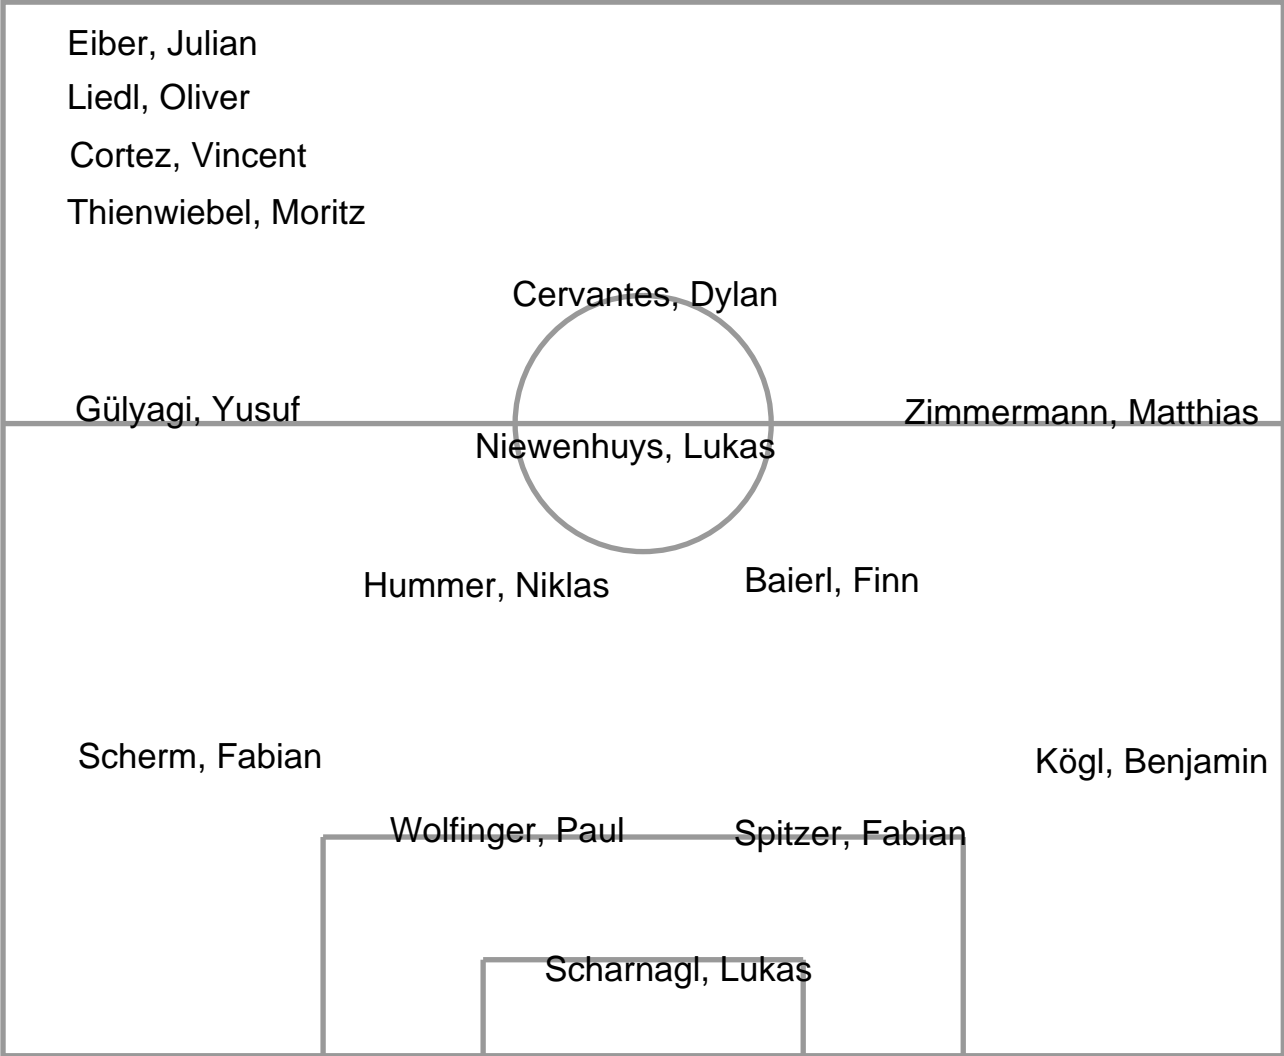 Eiber, Julian
Liedl, Oliver
Cortez, Vincent
Thienwiebel, Moritz
Cervantes, Dylan
Gülyagi, Yusuf
Zimmermann, Matthias
Niewenhuys, Lukas
Hummer, Niklas
Baierl, Finn
Scherm, Fabian
Kögl, Benjamin
Wolfinger, Paul
Spitzer, Fabian
Scharnagl, Lukas